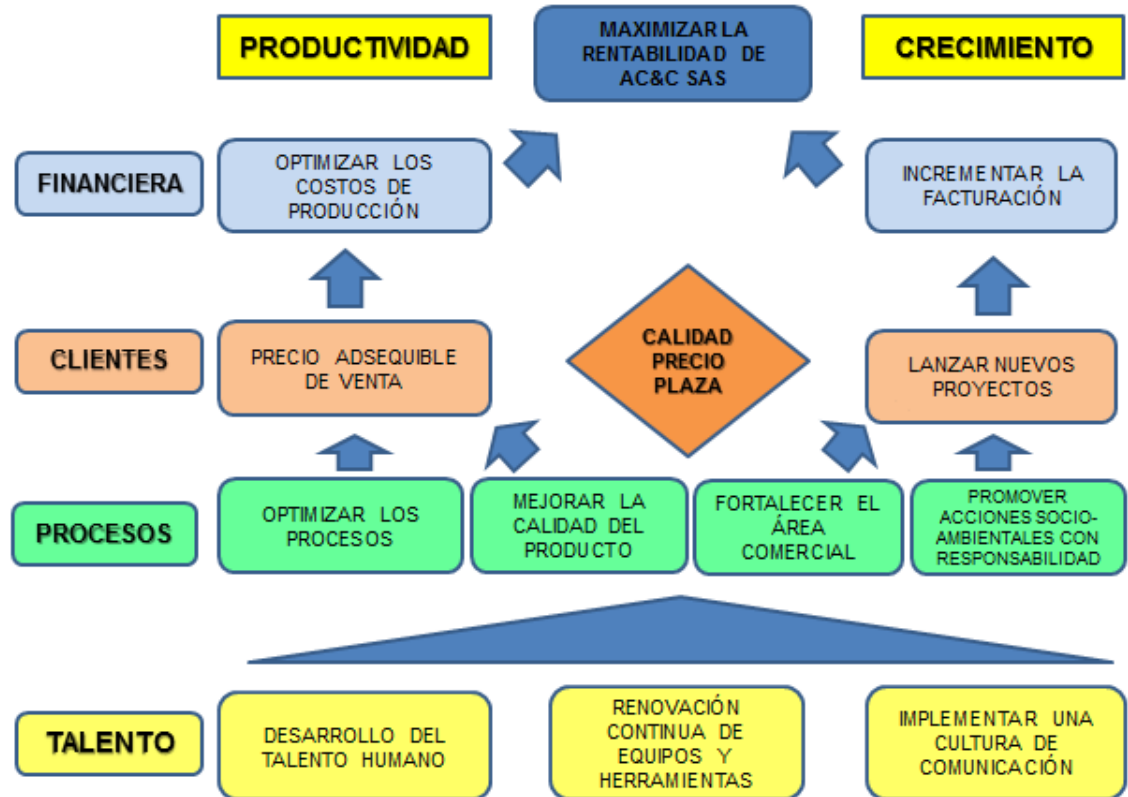 PRODUCTIVIDAD
MAXIMIZAR LA
RENTABILIDAD DE
AC&C SAS
CRECIMIENTO
FINANCIERA
OPTIMIZAR LOS
COSTOS DE
PRODUCCIÓN
INCREMENTAR LA
FACTURACIÓN
CLIENTES
PRECIO ADSEQUIBLE
DE VENTA
CALIDAD
PRECIO
PLAZA
LANZAR NUEVOS
PROYECTOS
PROCESOS
OPTIMIZAR LOS
PROCESOS
MEJORAR LA
CALIDAD DEL
PRODUCTO
FORTALECER EL
ÁREA
COMERCIAL
PROMOVER
ACCIONES SOCIO-
AMBIENTALES CON
RESPONSABILIDAD
TALENTO
DESARROLLO DEL
TALENTO HUMANO
RENOVACIÓN
CONTINUA DE
EQUIPOS Y
HERRAMIENTAS
IMPLEMENTAR UNA
CULTURA DE
COMUNICACIÓN